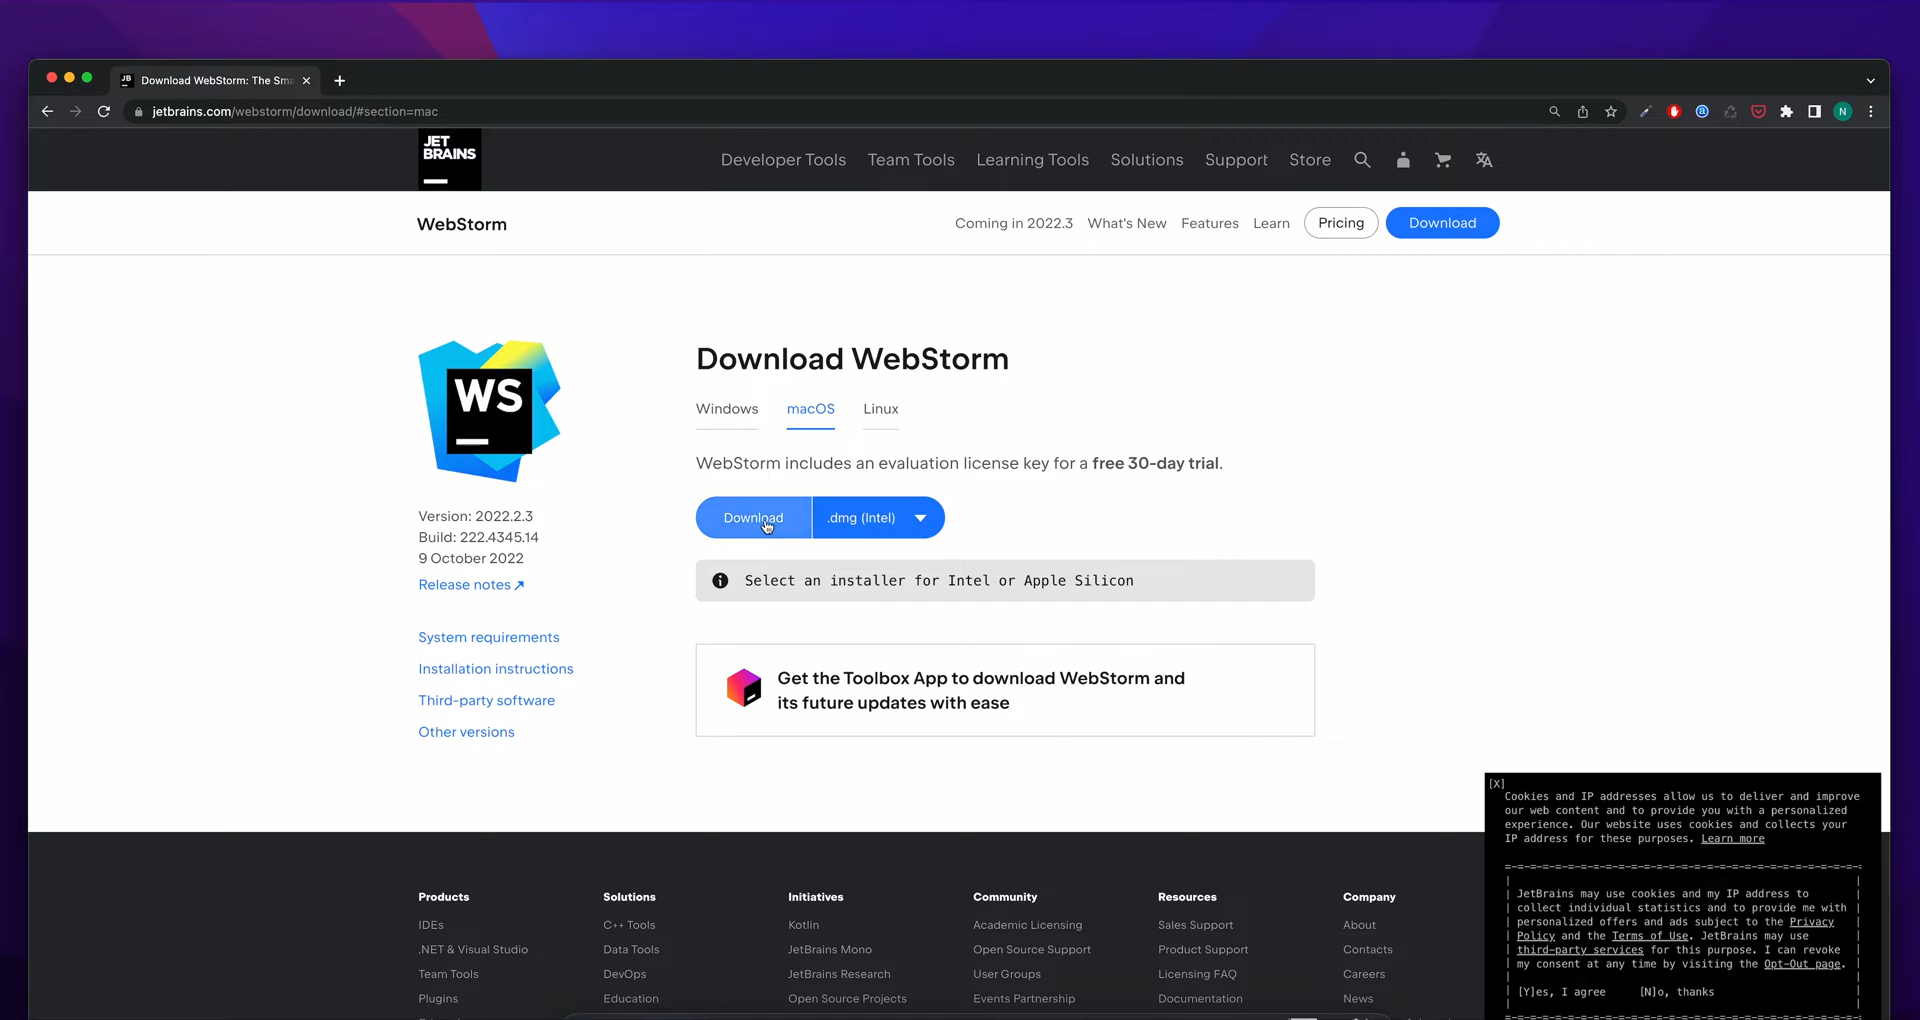 JB Download WebStorm: The Sma
jetbrains.com/webstorm/download/#section=mac
N
JET
BRAINS
Developer Tools Team Tools Learning Tools Solutions Support Store
WebStorm
Coming in 2022.3 What's New Features Learn Pricing Download
WS
Download WebStorm
Windows macOS Linux
WebStorm includes an evaluation license key for a free 30-day trial.
Download .dmg (Intel)
Select an installer for Intel or Apple Silicon
Version: 2022.2.3
Build: 222.4345.14
9 October 2022
Release notes ↗
System requirements
Installation instructions
Third-party software
Other versions
Get the Toolbox App to download WebStorm and
its future updates with ease
Products Solutions Initiatives Community Resources Company
IDEs C++ Tools Kotlin Academic Licensing Sales Support About
.NET & Visual Studio Data Tools JetBrains Mono Open Source Support Product Support Contacts
Team Tools DevOps JetBrains Research User Groups Licensing FAQ Careers
Plugins Education Open Source Projects Events Partnership Documentation News
[X]
Cookies and IP addresses allow us to deliver and improve
our web content and to provide you with a personalized
experience. Our website uses cookies and collects your
IP address for these purposes. Learn more
JetBrains may use cookies and my IP address to
collect individual statistics and to provide me with
personalized offers and ads subject to the Privacy
Policy and the Terms of Use. JetBrains may use
third-party services for this purpose. I can revoke
my consent at any time by visiting the Opt-Out page.
[Y]es, I agree [N]o, thanks